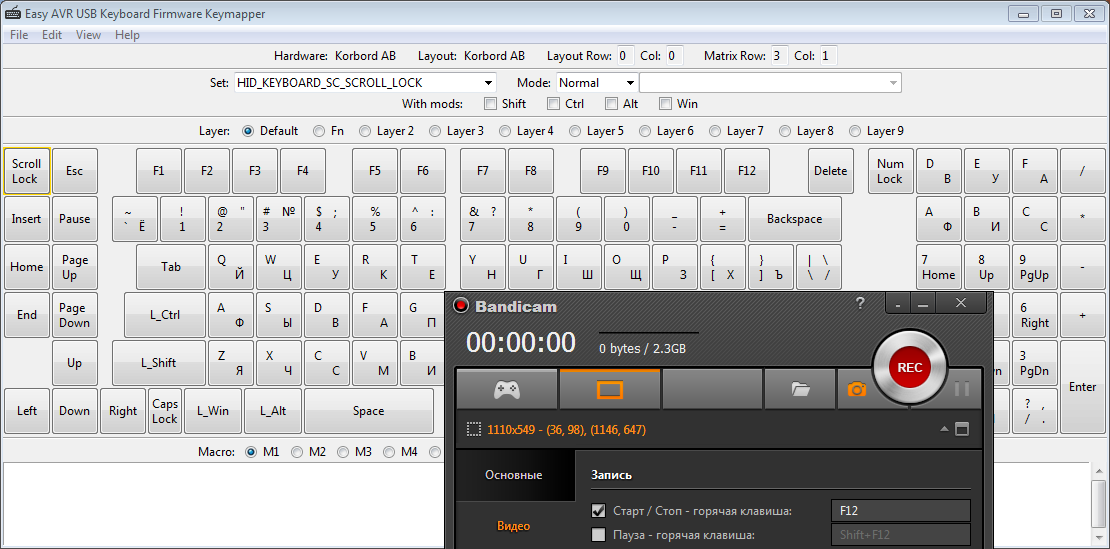 Easy AVR USB Keyboard Firmware Keymapper
File Edit View Help
Hardware: Korbord AB Layout: Korbord AB Layout Row: 0 Col: 0 Matrix Row: 3 Col: 1
Set: HID_KEYBOARD_SC_SCROLL_LOCK Mode: Normal
With mods: Shift Ctrl Alt Win
Layer: Default Fn Layer 2 Layer 3 Layer 4 Layer 5 Layer 6 Layer 7 Layer 8 Layer 9
Scroll Lock Esc F1 F2 F3 F4 F5 F6 F7 F8 F9 F10 F11 F12 Delete Num Lock D В E У F А /
Insert Pause ~ ` Ё ! 1 @ " 2 # № 3 $ ; 4 % 5 ^ : 6 & ? 7 * 8 ( 9 ) 0 _ - + = Backspace A Ф B И C С *
Home Page Up Tab Q Й W Ц E У R К T Е Y Н U Г I Ш O Щ P З { [ Х } ] Ъ | \ \ / 7 Home 8 Up 9 PgUp -
End Page Down L_Ctrl A Ф S Ы D В F А G П 6 Right +
Up L_Shift Z Я X Ч C С V М B И 3 PgDn Enter
Left Down Right Caps Lock L_Win L_Alt Space ? , / .
Macro: M1 M2 M3 M4
Bandicam ?
00:00:00 0 bytes / 2.3GB
REC
1110x549 - (36, 98), (1146, 647)
Основные Запись
Старт / Стоп - горячая клавиша: F12
Видео
Пауза - горячая клавиша: Shift+F12